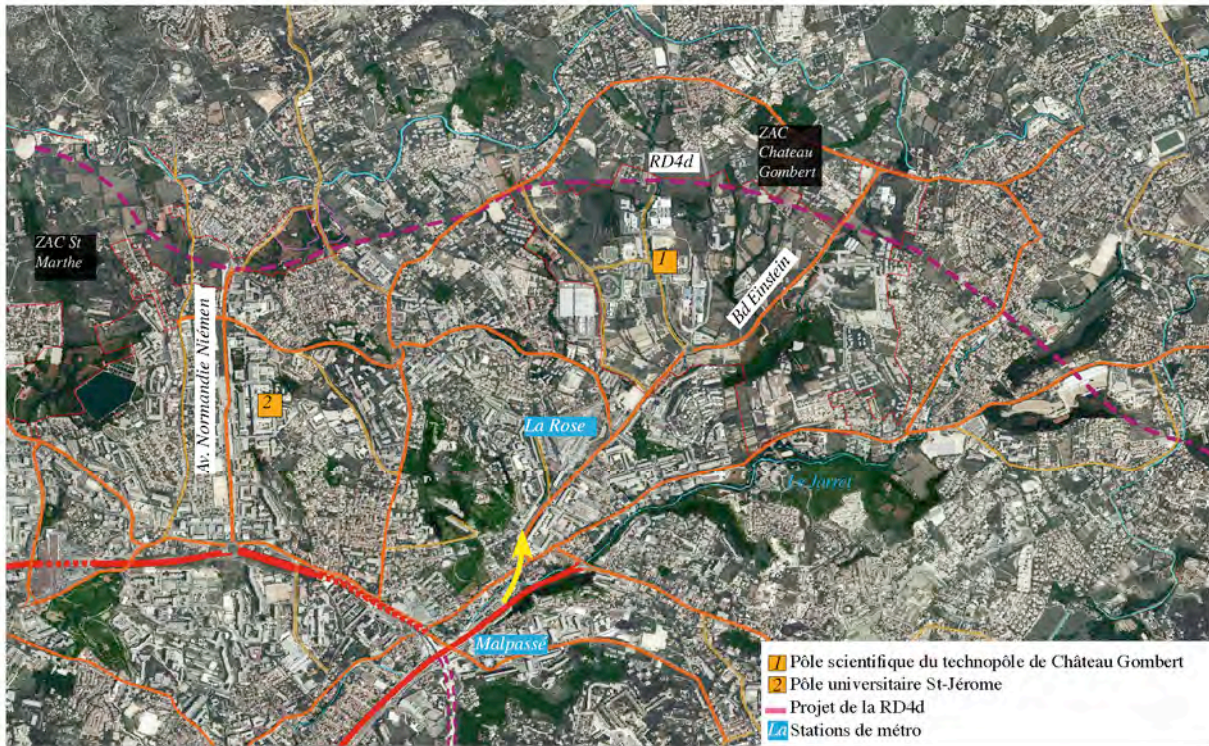 RD4d
ZAC
Chateau
Gombert
ZAC St
Marthe
1
Bd Einstein
Av. Normandie Niémen
2
La Rose
Le Jarret
Malpassé
1 Pôle scientifique du technopôle de Château Gombert
2 Pôle universitaire St-Jérome
Projet de la RD4d
La Stations de métro